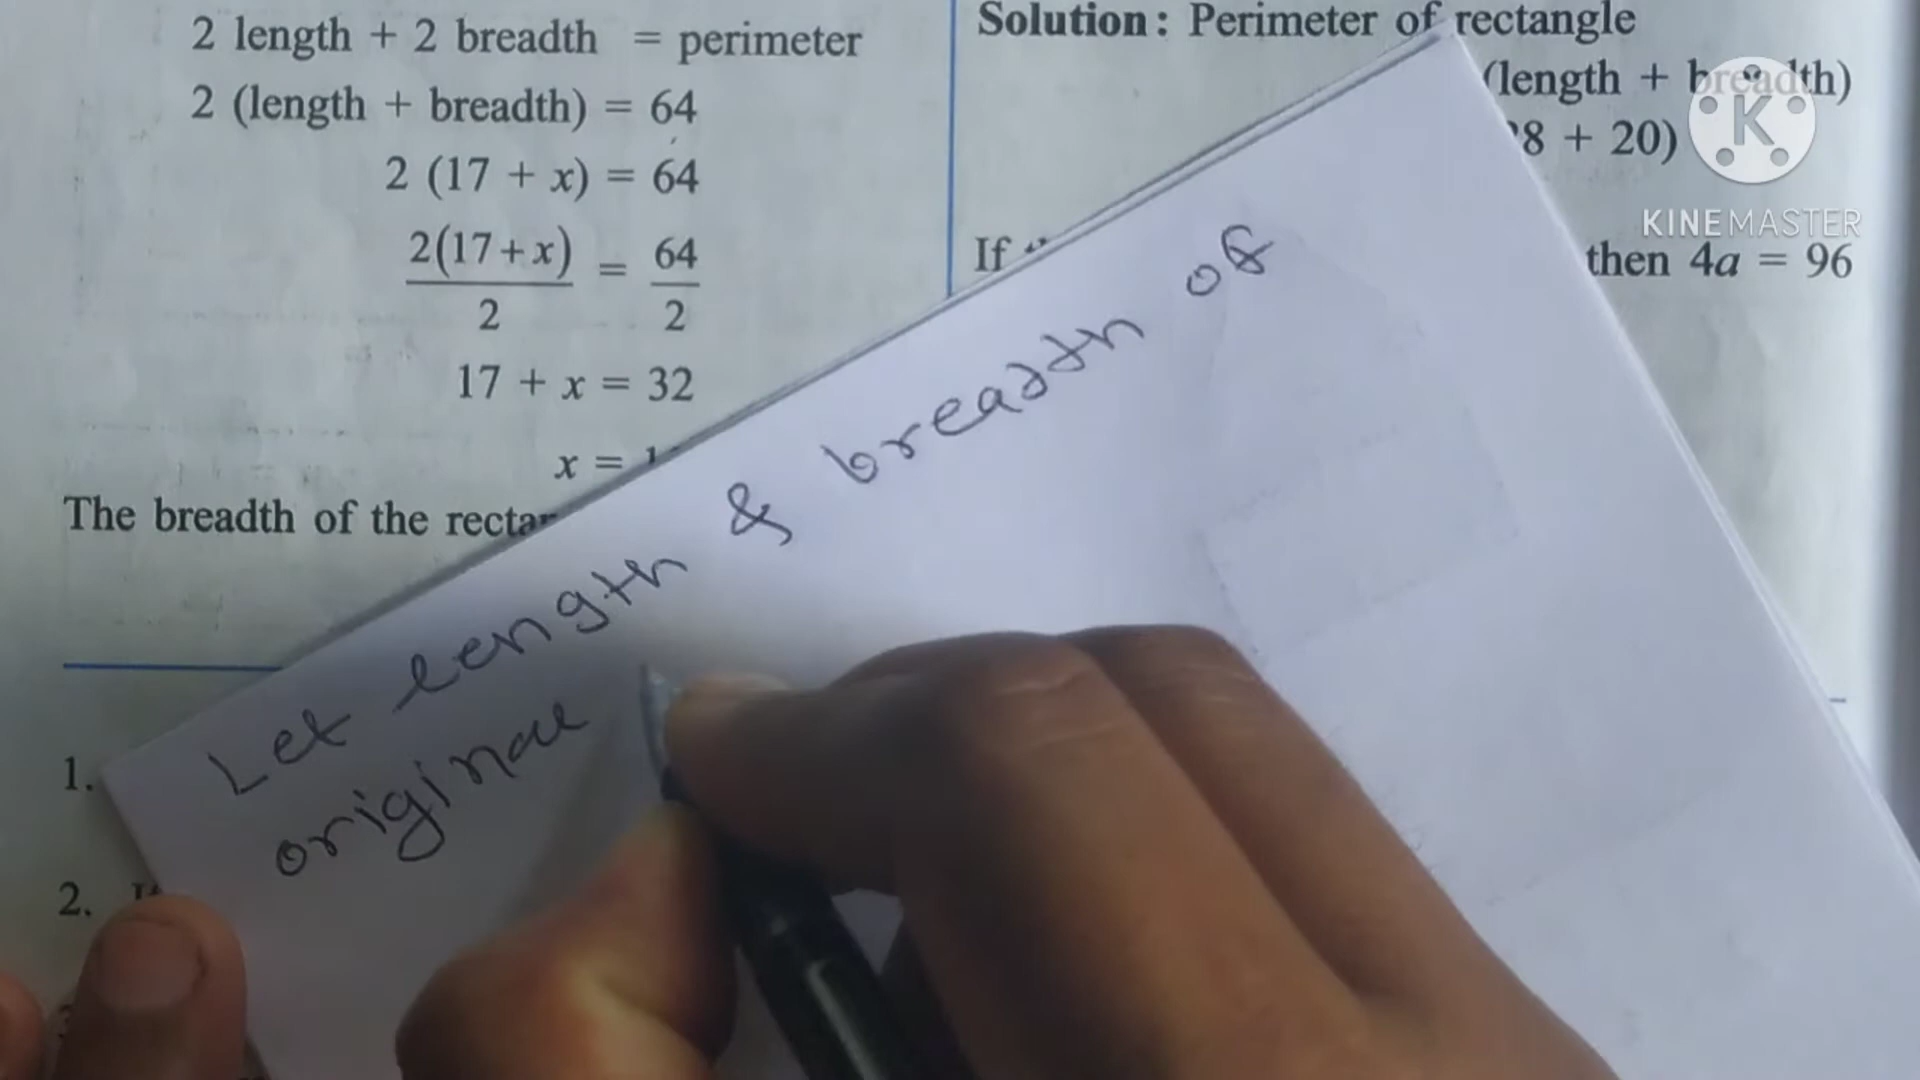 2 length + 2 breadth = perimeter
2 (length + breadth) = 64
2 (17 + x) = 64
2(17+x)/2 = 64/2
17 + x = 32
x =
The breadth of the
1.
2.
Solution: Perimeter of rectangle
(length + breadth)
8 + 20)
If
then 4a = 96
Let length & breadth of
original
K
KINEMASTER